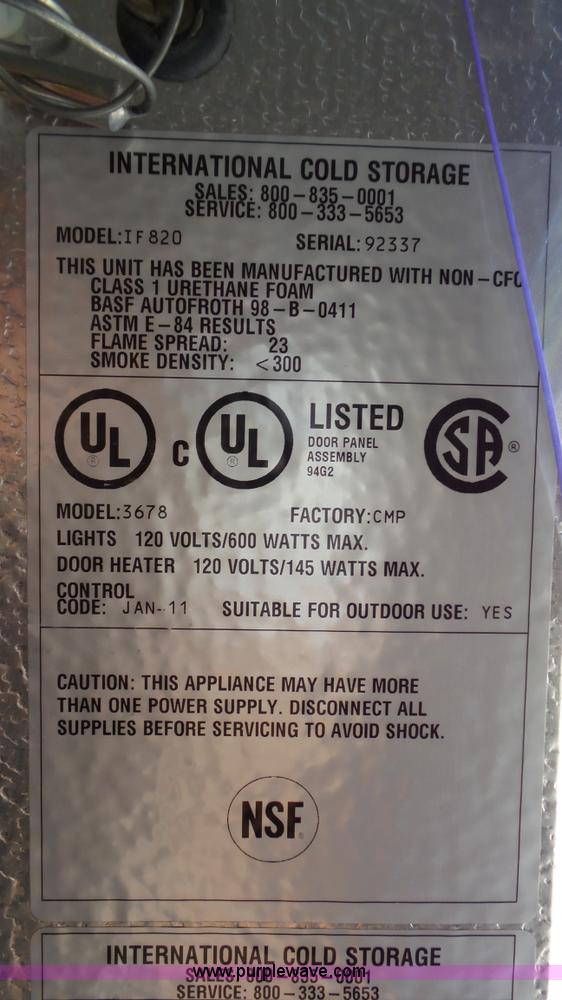 INTERNATIONAL COLD STORAGE
SALES: 800-835-0001
SERVICE: 800-333-5653
MODEL: IF820 SERIAL: 92337
THIS UNIT HAS BEEN MANUFACTURED WITH NON-CFC
CLASS 1 URETHANE FOAM
BASF AUTOFROTH 98-B-0411
ASTM E-84 RESULTS
FLAME SPREAD: 23
SMOKE DENSITY: <300
UL ® C UL ® LISTED SA ®
DOOR PANEL
ASSEMBLY
94G2
MODEL: 3678 FACTORY: CMP
LIGHTS 120 VOLTS/600 WATTS MAX.
DOOR HEATER 120 VOLTS/145 WATTS MAX.
CONTROL
CODE: JAN-11 SUITABLE FOR OUTDOOR USE: YES
CAUTION: THIS APPLIANCE MAY HAVE MORE
THAN ONE POWER SUPPLY. DISCONNECT ALL
SUPPLIES BEFORE SERVICING TO AVOID SHOCK.
NSF
INTERNATIONAL COLD STORAGE
SALES: 800-835-0001
www.purplewave.com
SERVICE: 800-333-5653